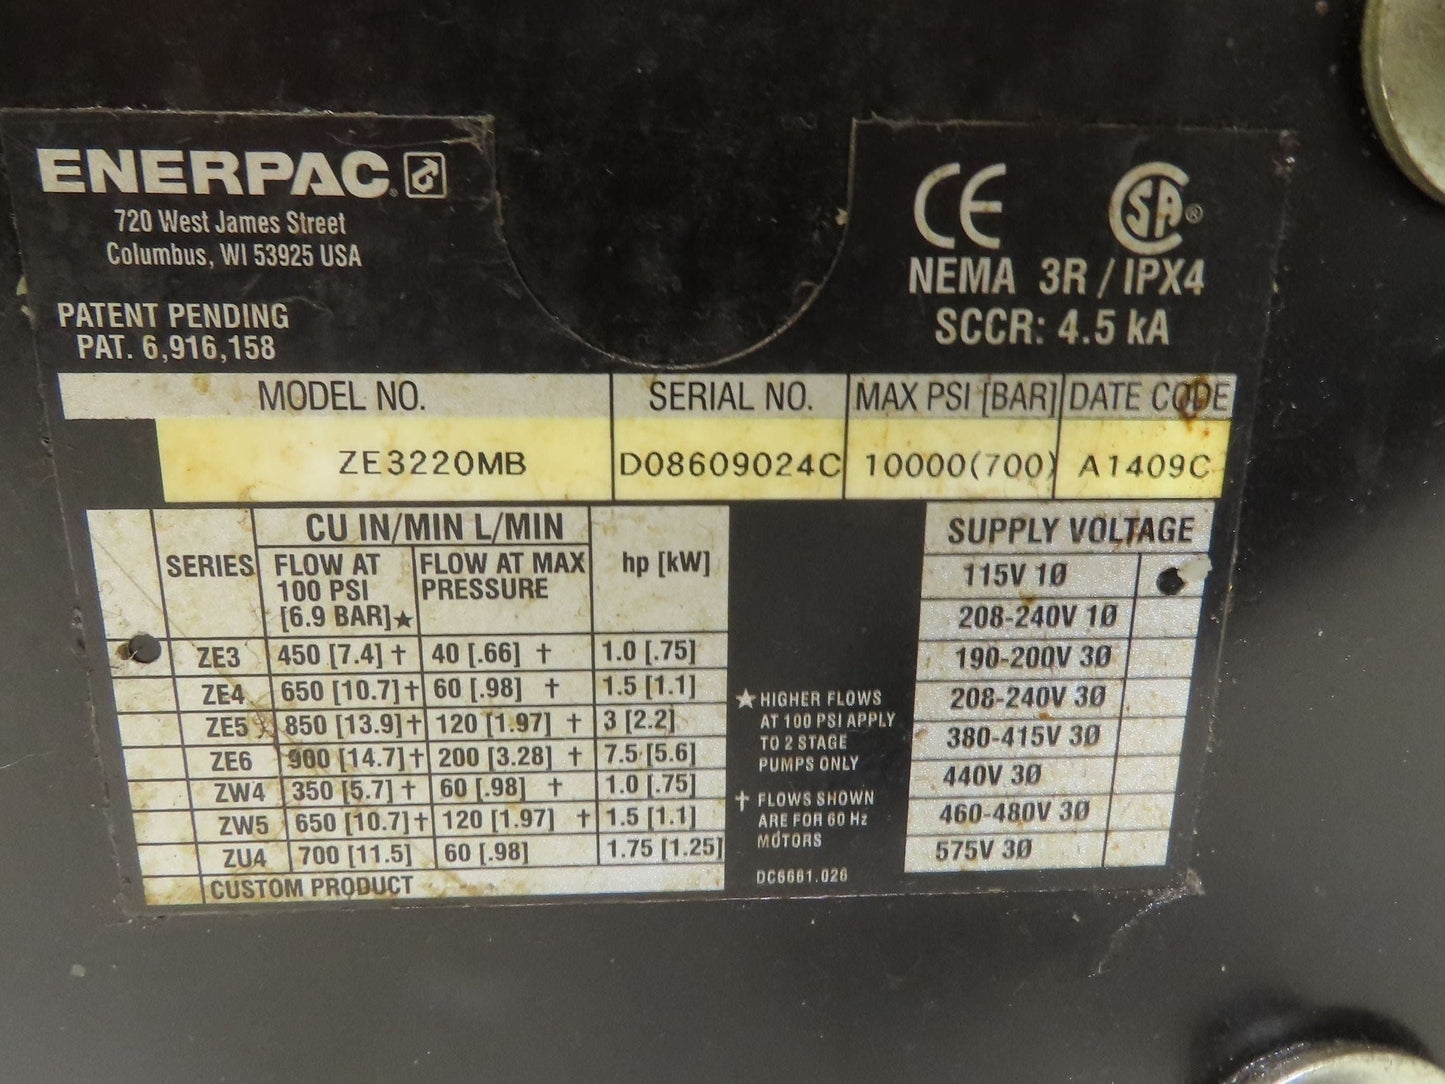 ENERPAC®
720 West James Street
Columbus, WI 53925 USA
PATENT PENDING
PAT. 6,916,158
CE SA®
NEMA 3R / IPX4
SCCR: 4.5 kA
MODEL NO. SERIAL NO. MAX PSI [BAR] DATE CODE
ZE3220MB D08609024C 10000(700) A1409C
SERIES CU IN/MIN L/MIN hp [kW]
FLOW AT 100 PSI [6.9 BAR]★ FLOW AT MAX PRESSURE
ZE3 450 [7.4] † 40 [.66] † 1.0 [.75]
ZE4 650 [10.7] † 60 [.98] † 1.5 [1.1]
ZE5 850 [13.9] † 120 [1.97] † 3 [2.2]
ZE6 900 [14.7] † 200 [3.28] † 7.5 [5.6]
ZW4 350 [5.7] † 60 [.98] † 1.0 [.75]
ZW5 650 [10.7] † 120 [1.97] † 1.5 [1.1]
ZU4 700 [11.5] 60 [.98] 1.75 [1.25]
CUSTOM PRODUCT
★ HIGHER FLOWS
AT 100 PSI APPLY
TO 2 STAGE
PUMPS ONLY
† FLOWS SHOWN
ARE FOR 60 Hz
MOTORS
DC6661.026
SUPPLY VOLTAGE
115V 1Ø
208-240V 1Ø
190-200V 3Ø
208-240V 3Ø
380-415V 3Ø
440V 3Ø
460-480V 3Ø
575V 3Ø